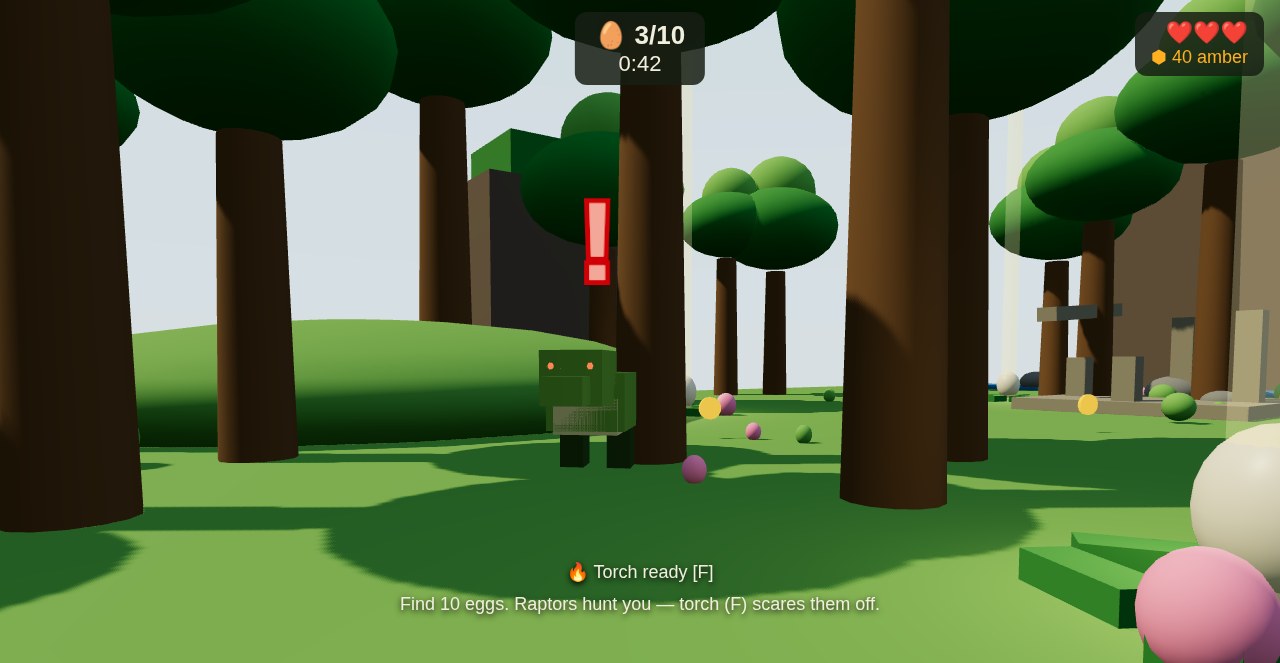 🥚 3/10
0:42
❤️❤️❤️
⬢ 40 amber
!
🔥 Torch ready [F]
Find 10 eggs. Raptors hunt you — torch (F) scares them off.